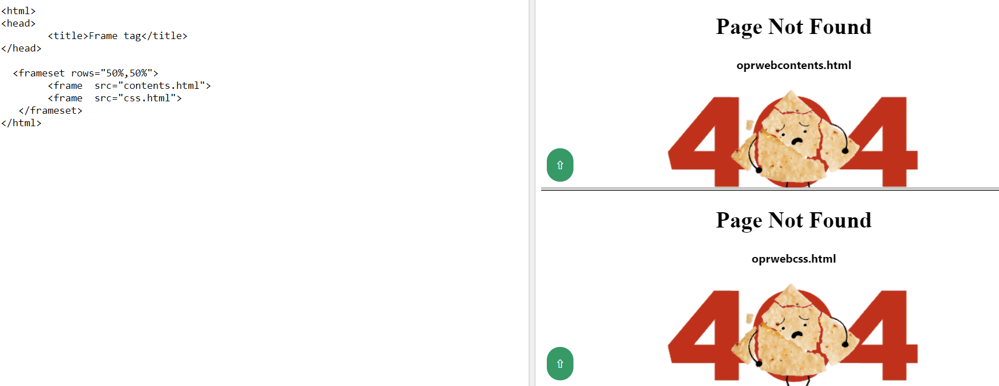 <html>
<head>
        <title>Frame tag</title>
</head>
  <frameset rows="50%,50%">
        <frame  src="contents.html">
        <frame  src="css.html">
   </frameset>
</html>
Page Not Found
oprwebcontents.html
404
⇧
Page Not Found
oprwebcss.html
404
⇧